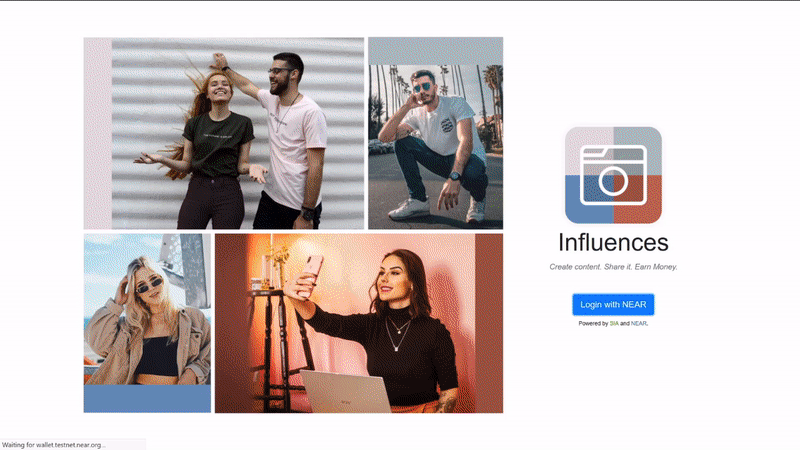 Influences
Create content. Share it. Earn Money.
Login with NEAR
Powered by SIA and NEAR.
Waiting for wallet.testnet.near.org...